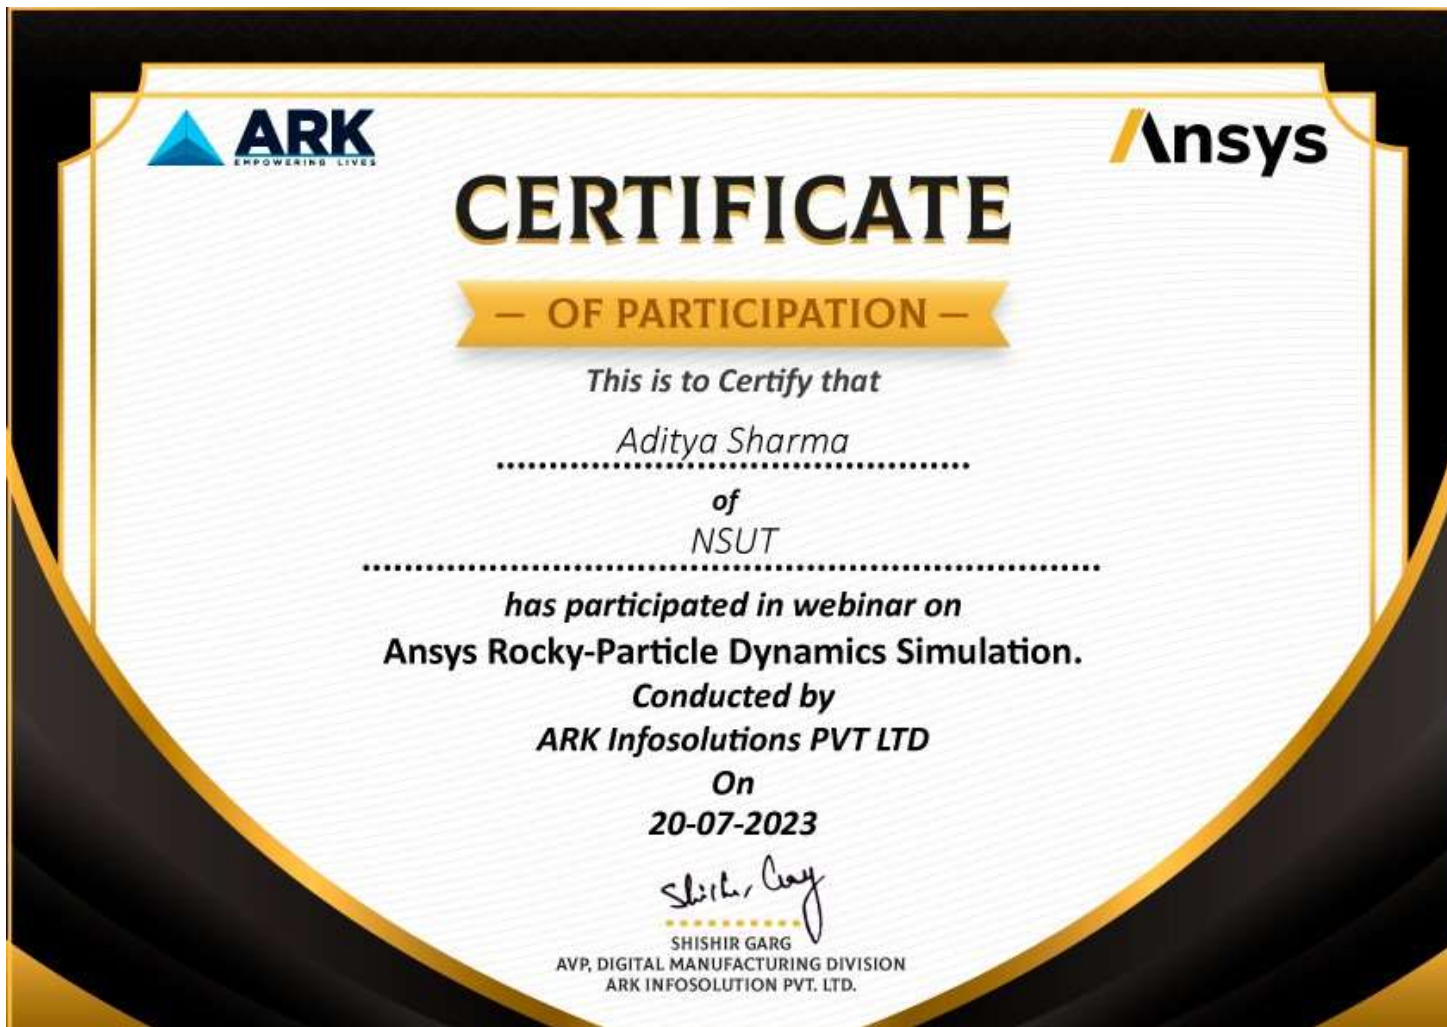 ARK
EMPOWERING LIVES
Ansys
CERTIFICATE
— OF PARTICIPATION —
This is to Certify that
Aditya Sharma
of
NSUT
has participated in webinar on
Ansys Rocky-Particle Dynamics Simulation.
Conducted by
ARK Infosolutions PVT LTD
On
20-07-2023
Shishir Garg
SHISHIR GARG
AVP, DIGITAL MANUFACTURING DIVISION
ARK INFOSOLUTION PVT. LTD.